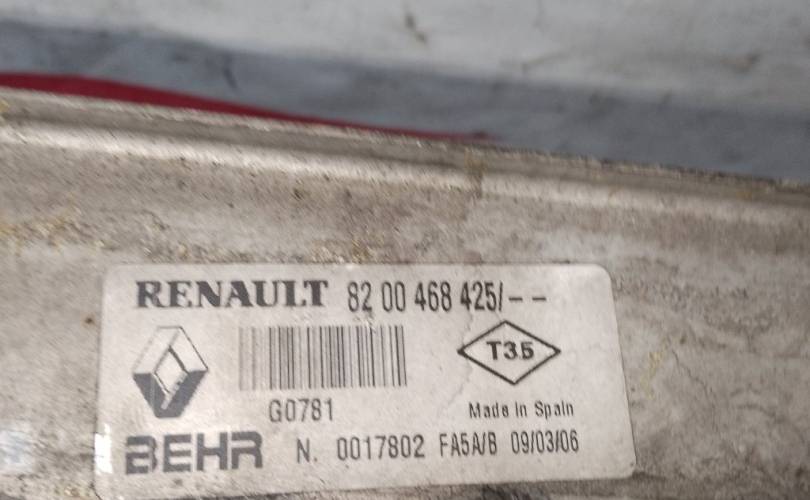 RENAULT 82 00 468 425/--
T35
G0781
Made in Spain
BEHR N. 0017802 FA5A/B 09/03/06